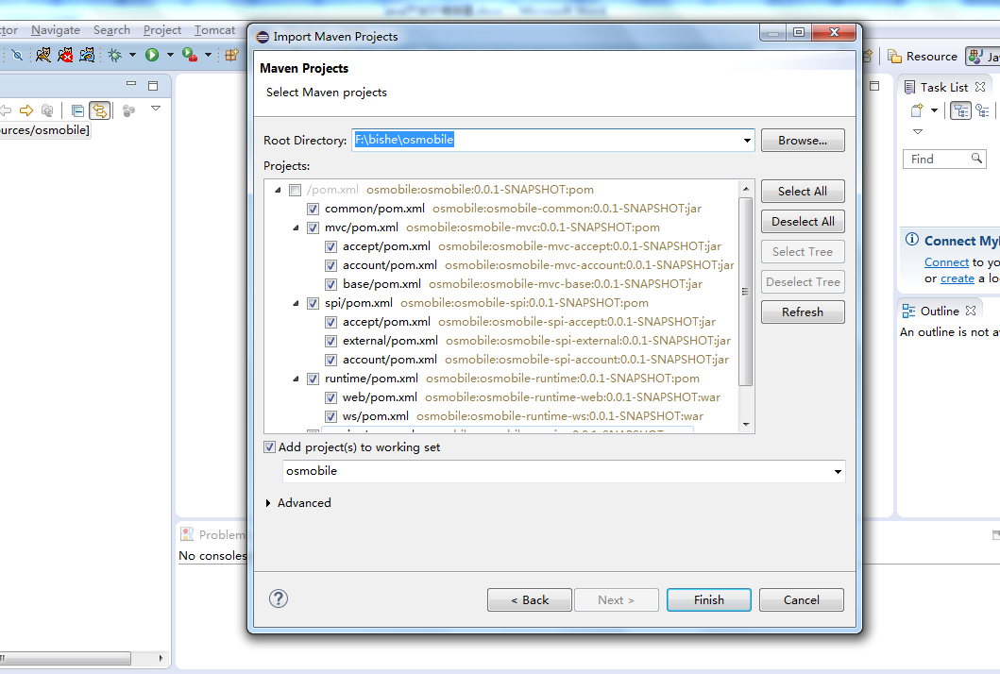 tor Navigate Search Project Tomcat
Import Maven Projects
Maven Projects
Select Maven projects
Root Directory: F:\bishe\osmobile Browse...
Projects:
/pom.xml osmobile:osmobile:0.0.1-SNAPSHOT:pom
common/pom.xml osmobile:osmobile-common:0.0.1-SNAPSHOT:jar
mvc/pom.xml osmobile:osmobile-mvc:0.0.1-SNAPSHOT:pom
accept/pom.xml osmobile:osmobile-mvc-accept:0.0.1-SNAPSHOT:jar
account/pom.xml osmobile:osmobile-mvc-account:0.0.1-SNAPSHOT:jar
base/pom.xml osmobile:osmobile-mvc-base:0.0.1-SNAPSHOT:jar
spi/pom.xml osmobile:osmobile-spi:0.0.1-SNAPSHOT:pom
accept/pom.xml osmobile:osmobile-spi-accept:0.0.1-SNAPSHOT:jar
external/pom.xml osmobile:osmobile-spi-external:0.0.1-SNAPSHOT:jar
account/pom.xml osmobile:osmobile-spi-account:0.0.1-SNAPSHOT:jar
runtime/pom.xml osmobile:osmobile-runtime:0.0.1-SNAPSHOT:pom
web/pom.xml osmobile:osmobile-runtime-web:0.0.1-SNAPSHOT:war
ws/pom.xml osmobile:osmobile-runtime-ws:0.0.1-SNAPSHOT:war
Select All
Deselect All
Select Tree
Deselect Tree
Refresh
Add project(s) to working set
osmobile
Advanced
< Back
Next >
Finish
Cancel
urces/osmobile]
Problem
No consoles
Resource Ja
Task List
Find
Connect Myl
Connect to yo
or create a lo
Outline
An outline is not a